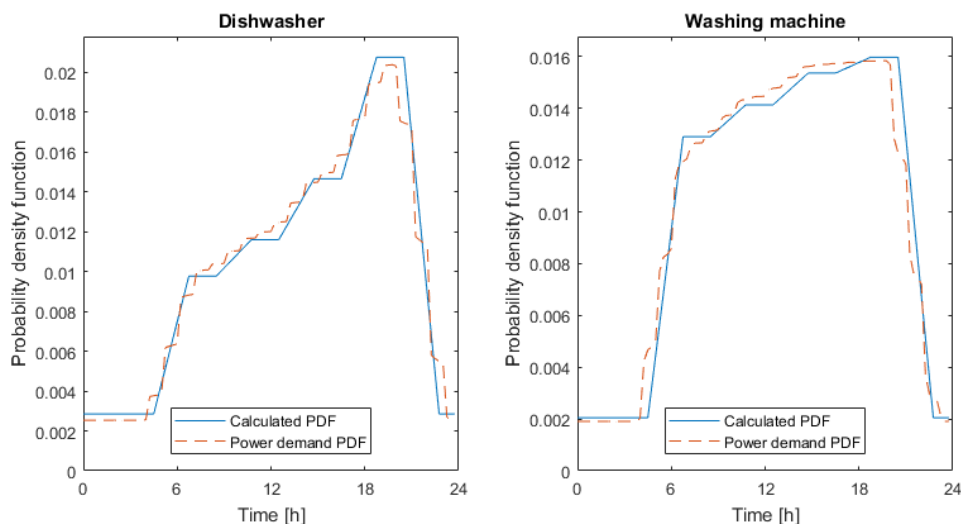 Dishwasher
Probability density function
0.02
0.018
0.016
0.014
0.012
0.01
0.008
0.006
0.004
0.002
0
0 6 12 18 24
Time [h]
Calculated PDF
Power demand PDF
Washing machine
Probability density function
0.016
0.014
0.012
0.01
0.008
0.006
0.004
0.002
0
0 6 12 18 24
Time [h]
Calculated PDF
Power demand PDF